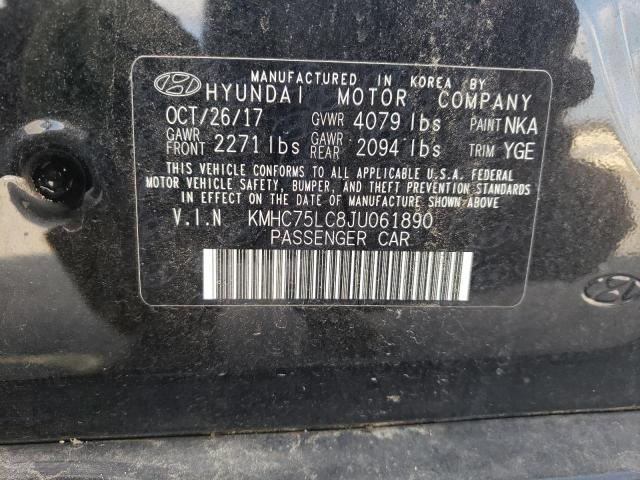 MANUFACTURED IN KOREA BY
HYUNDAI MOTOR COMPANY
OCT/26/17 GVWR 4079 lbs PAINT NKA
GAWR FRONT 2271 lbs GAWR REAR 2094 lbs TRIM YGE
THIS VEHICLE CONFORMS TO ALL APPLICABLE U.S.A. FEDERAL
MOTOR VEHICLE SAFETY, BUMPER, AND THEFT PREVENTION STANDARDS
IN EFFECT ON THE DATE OF MANUFACTURE SHOWN ABOVE.
V.I.N KMHC75LC8JU061890
PASSENGER CAR